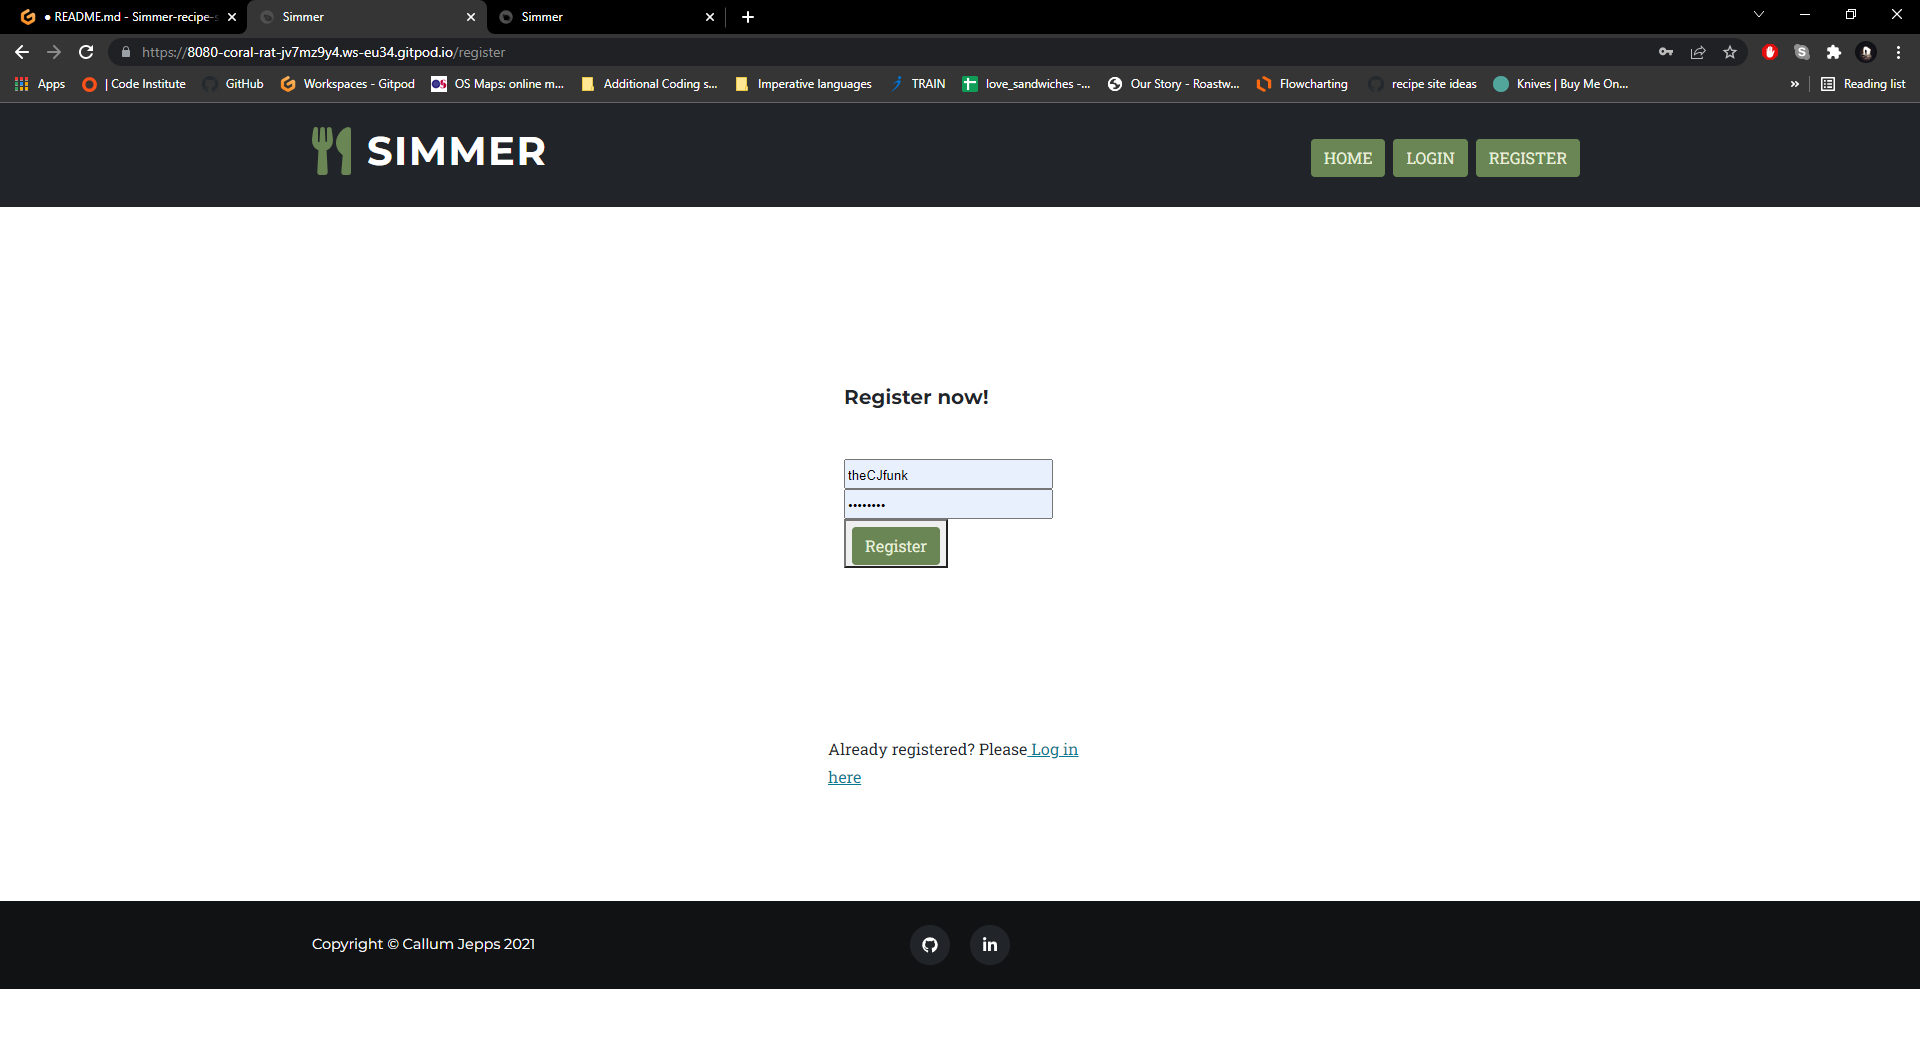 ● README.md - Simmer-recipe-s
Simmer
Simmer
https://8080-coral-rat-jv7mz9y4.ws-eu34.gitpod.io/register
Apps
| Code Institute
GitHub
Workspaces - Gitpod
OS Maps: online m...
Additional Coding s...
Imperative languages
TRAIN
love_sandwiches -...
Our Story - Roastw...
Flowcharting
recipe site ideas
Knives | Buy Me On...
»
Reading list
SIMMER
HOME
LOGIN
REGISTER
Register now!
theCJfunk
••••••••
Register
Already registered? Please Log in
here
Copyright © Callum Jepps 2021
in